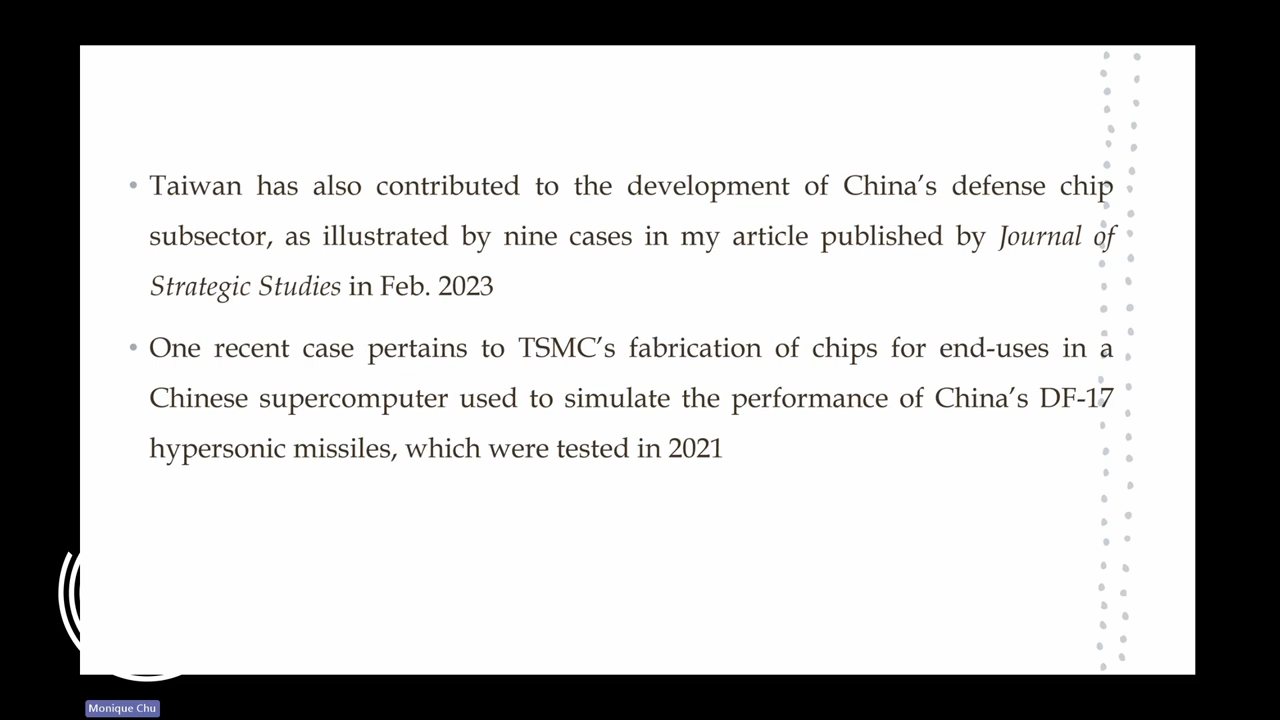 • Taiwan has also contributed to the development of China’s defense chip
subsector, as illustrated by nine cases in my article published by Journal of
Strategic Studies in Feb. 2023
• One recent case pertains to TSMC’s fabrication of chips for end-uses in a
Chinese supercomputer used to simulate the performance of China’s DF-17
hypersonic missiles, which were tested in 2021
Monique Chu